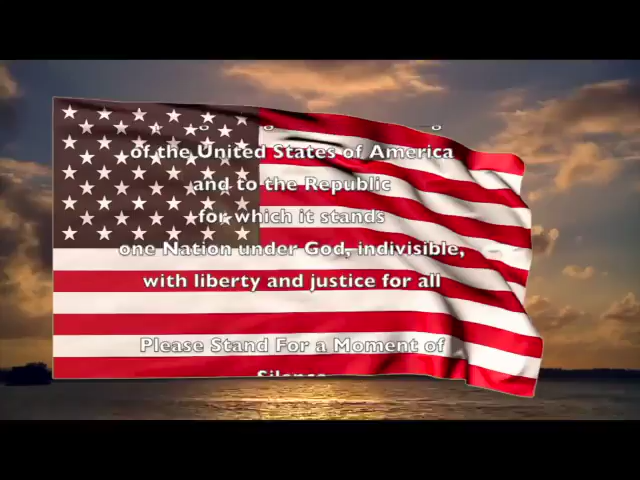 of the United States of America
and to the Republic
for which it stands
one Nation under God, indivisible,
with liberty and justice for all
Please Stand For a Moment of
Silence